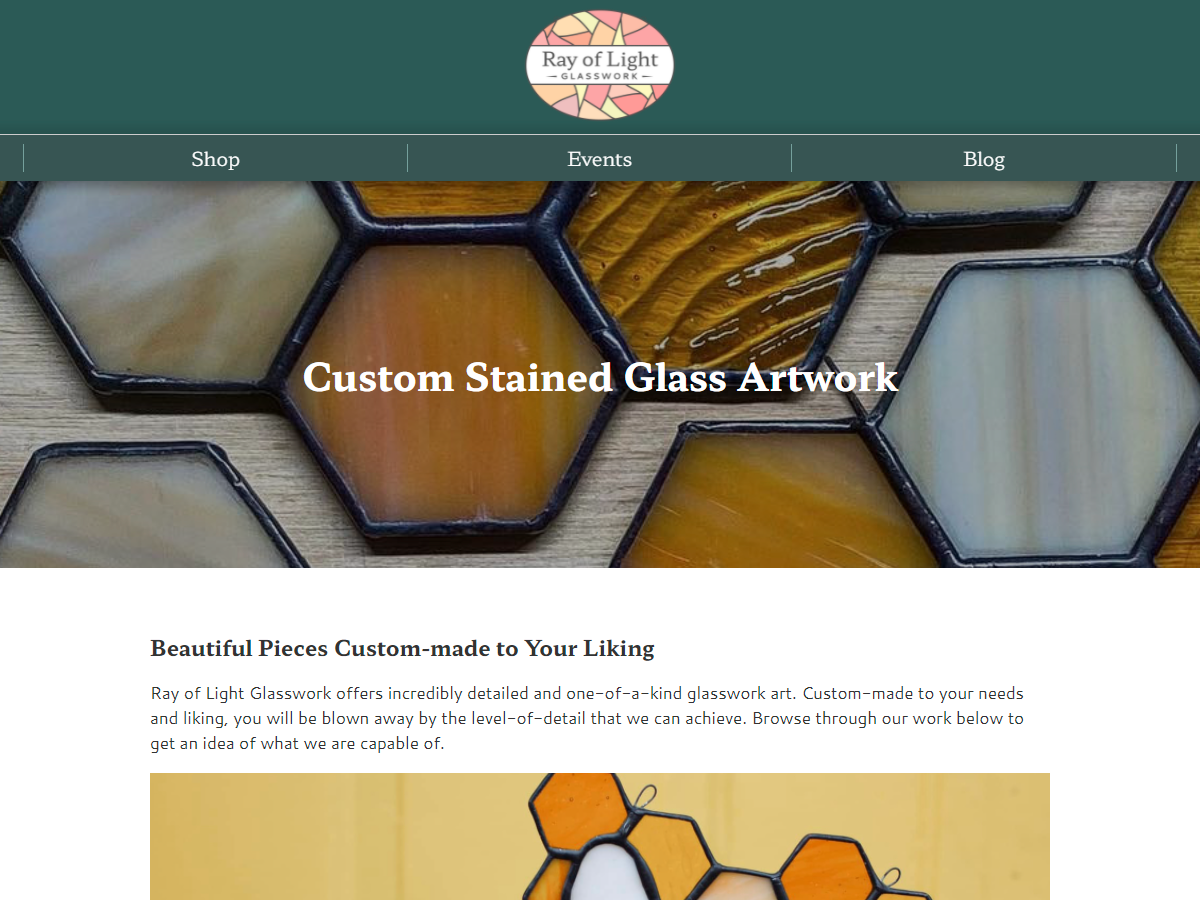 Ray of Light
GLASSWORK
Shop
Events
Blog
Custom Stained Glass Artwork
Beautiful Pieces Custom-made to Your Liking
Ray of Light Glasswork offers incredibly detailed and one-of-a-kind glasswork art. Custom-made to your needs
and liking, you will be blown away by the level-of-detail that we can achieve. Browse through our work below to
get an idea of what we are capable of.